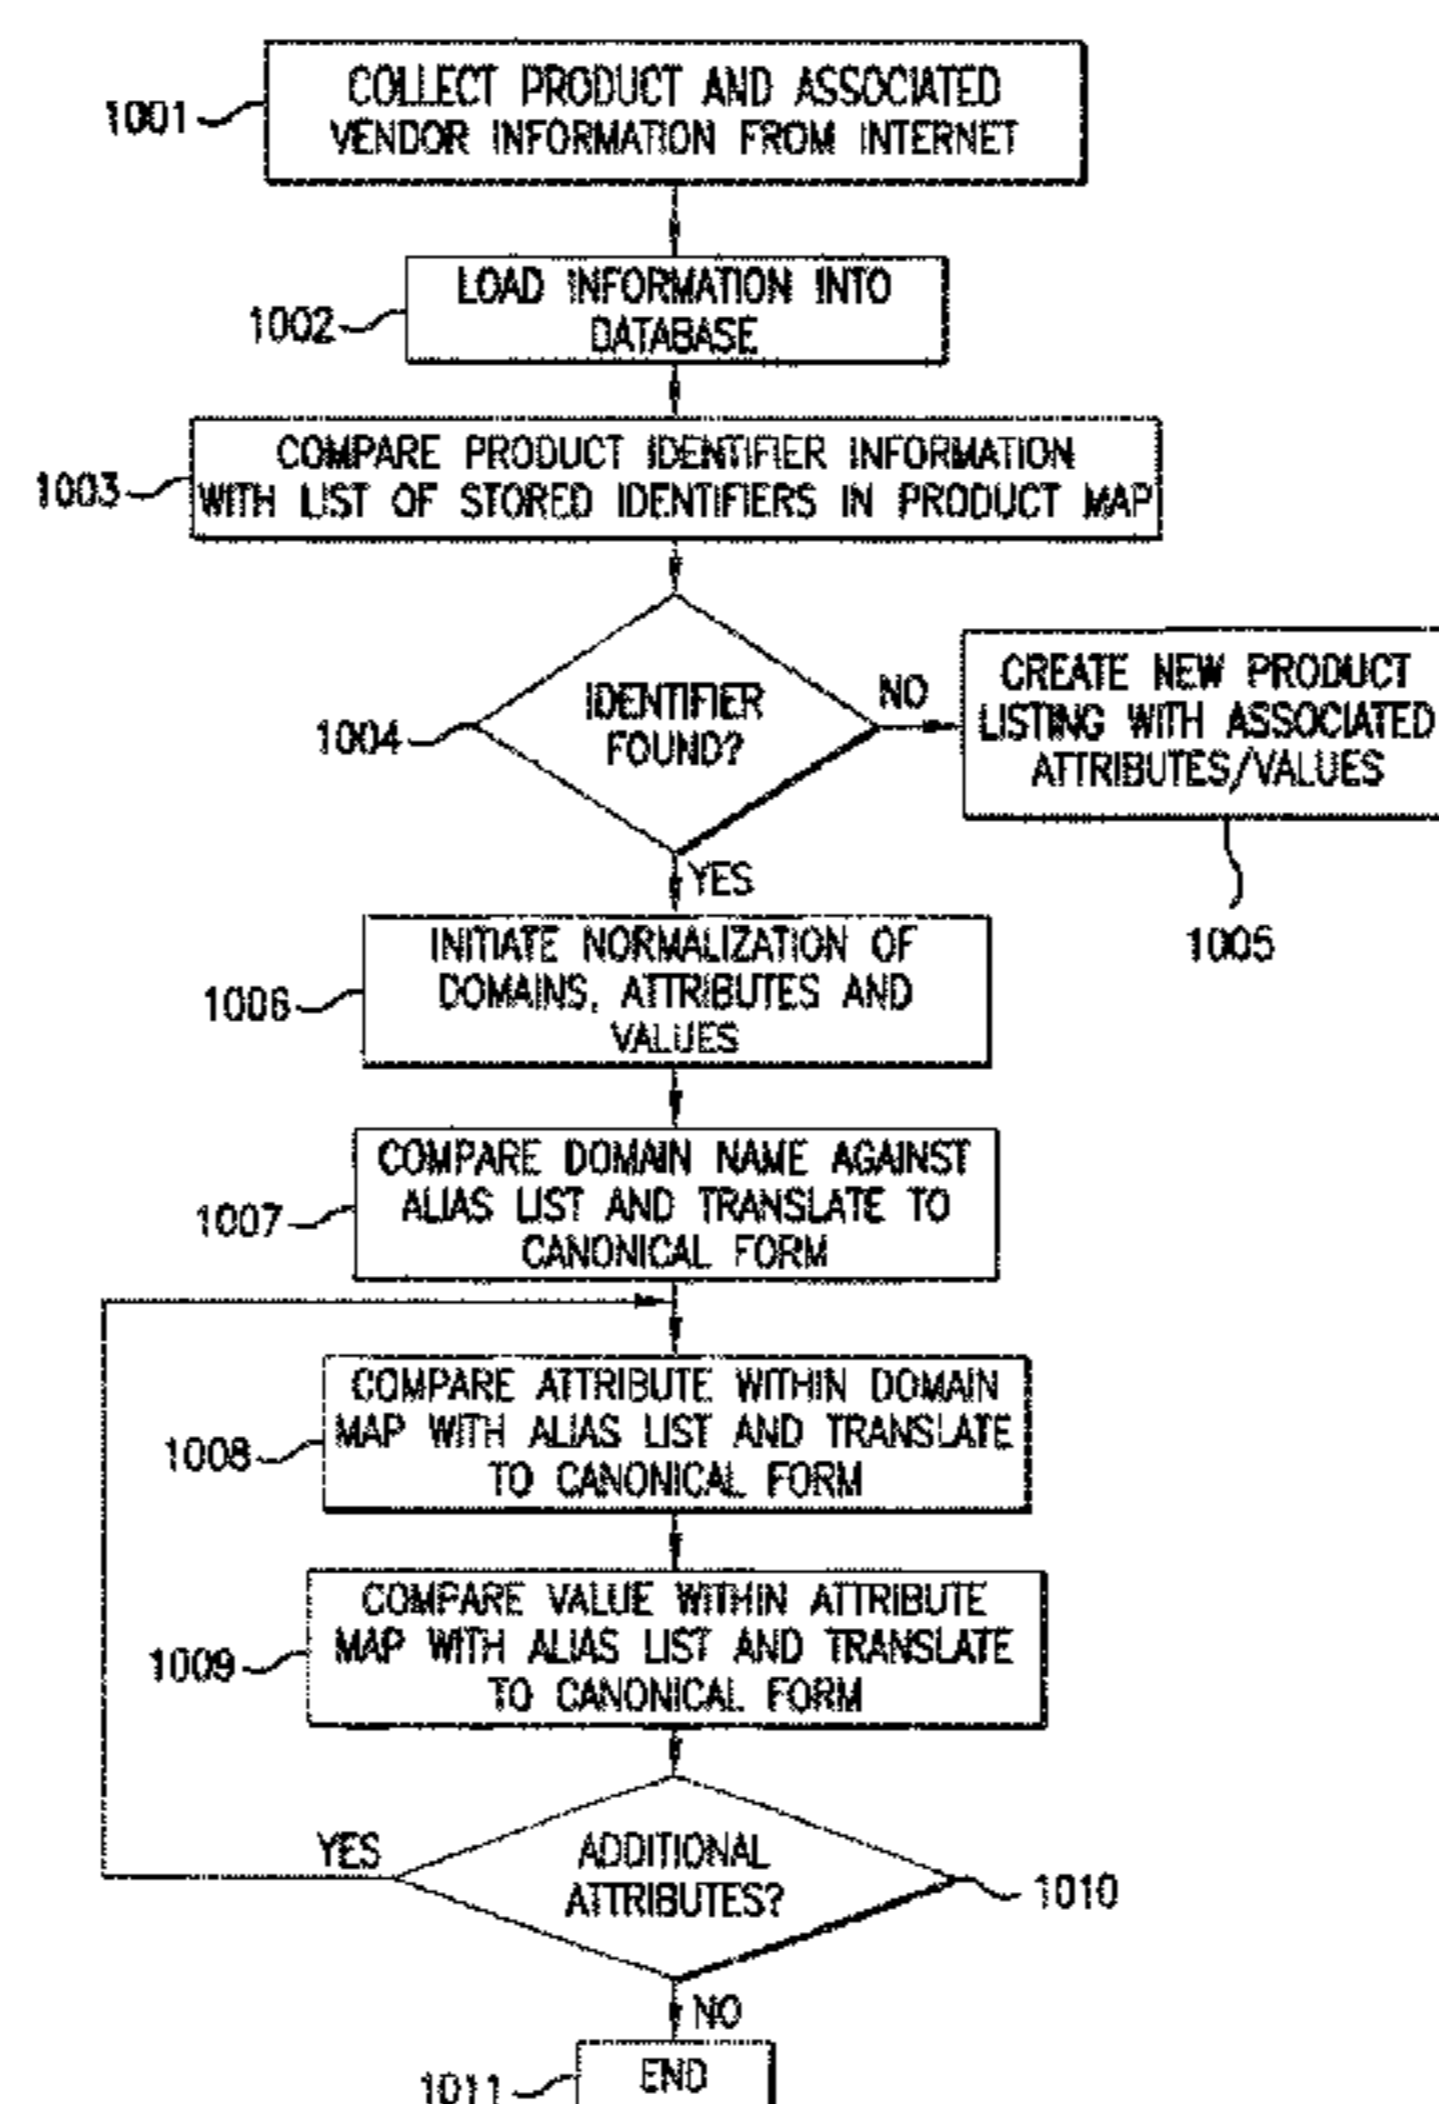 COLLECT PRODUCT AND ASSOCIATED
VENDOR INFORMATION FROM INTERNET
1001
LOAD INFORMATION INTO
DATABASE
1002
COMPARE PRODUCT IDENTIFIER INFORMATION
WITH LIST OF STORED IDENTIFIERS IN PRODUCT MAP
1003
IDENTIFIER
FOUND?
1004
NO
CREATE NEW PRODUCT
LISTING WITH ASSOCIATED
ATTRIBUTES/VALUES
1005
YES
INITIATE NORMALIZATION OF
DOMAINS, ATTRIBUTES AND
VALUES
1006
COMPARE DOMAIN NAME AGAINST
ALIAS LIST AND TRANSLATE TO
CANONICAL FORM
1007
COMPARE ATTRIBUTE WITHIN DOMAIN
MAP WITH ALIAS LIST AND TRANSLATE
TO CANONICAL FORM
1008
COMPARE VALUE WITHIN ATTRIBUTE
MAP WITH ALIAS LIST AND TRANSLATE
TO CANONICAL FORM
1009
YES
ADDITIONAL
ATTRIBUTES?
1010
NO
END
1011